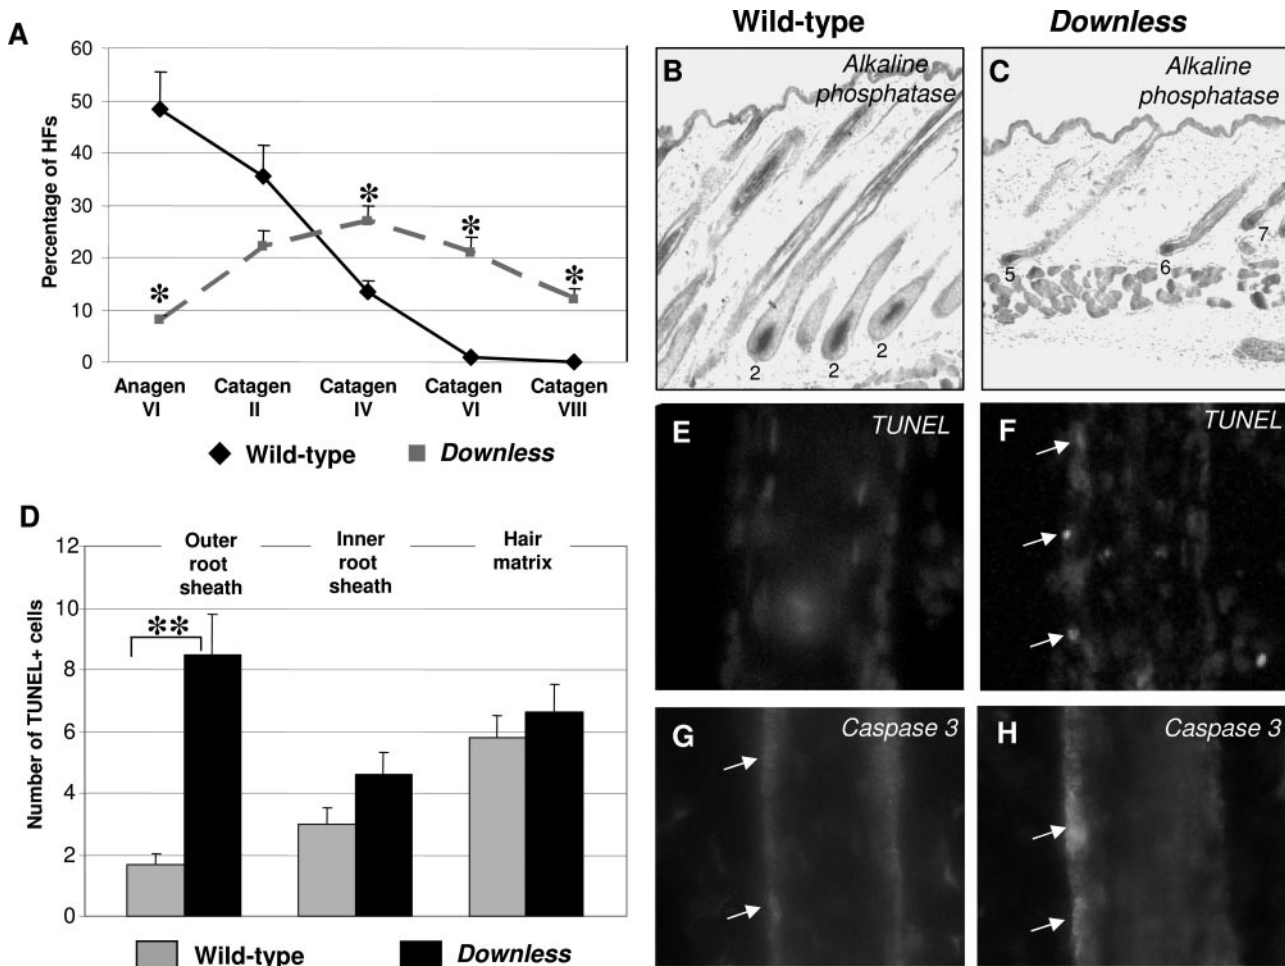 Wild-type
Downless
A
60
50
40
30
20
10
0
Percentage of HFs
*
*
*
*
Anagen VI
Catagen II
Catagen IV
Catagen VI
Catagen VIII
Wild-type
Downless
B
Alkaline
phosphatase
2
2
2
C
Alkaline
phosphatase
5
6
7
D
12
10
8
6
4
2
0
Number of TUNEL+ cells
Outer
root
sheath
Inner
root
sheath
Hair
matrix
**
Wild-type
Downless
E
TUNEL
F
TUNEL
G
Caspase 3
H
Caspase 3